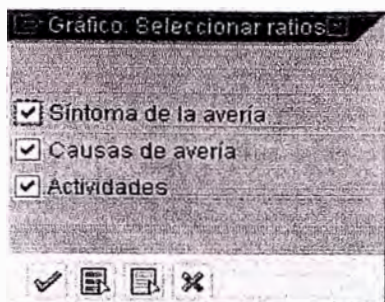 Gráfico: Seleccionar ratios
Síntoma de la avería
Causas de avería
Actividades